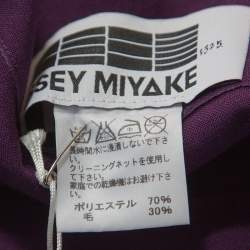 SEY MIYAKE
長時間水に浸漬しないで下さい。
クリーニングネットを使用して下さい。
家庭での乾燥機はお避け下さい。
ポリエステル 70%
毛 30%